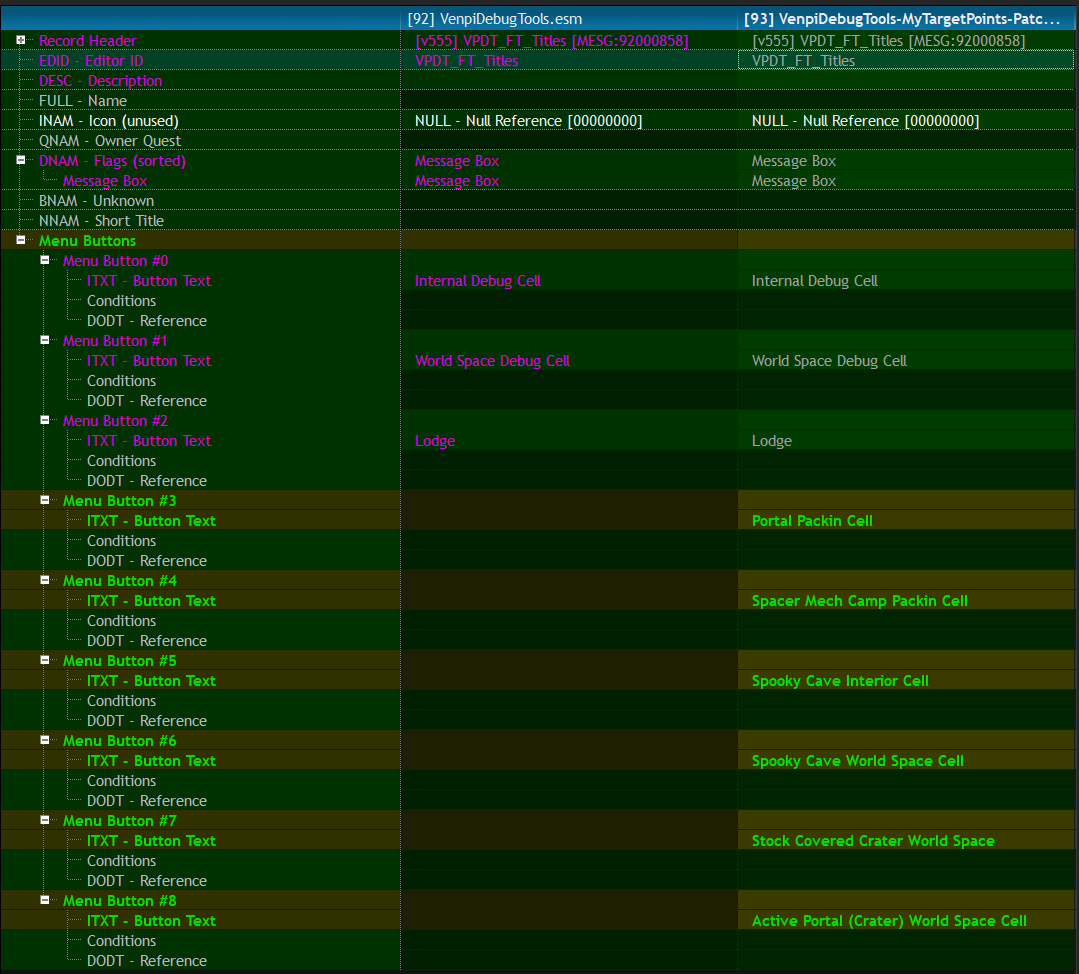 [92] VenpiDebugTools.esm [93] VenpiDebugTools-MyTargetPoints-Patc...
Record Header [v555] VPDT_FT_Titles [MESG:92000858] [v555] VPDT_FT_Titles [MESG:92000858]
EDID - Editor ID VPDT_FT_Titles VPDT_FT_Titles
DESC - Description
FULL - Name
INAM - Icon (unused) NULL - Null Reference [00000000] NULL - Null Reference [00000000]
QNAM - Owner Quest
DNAM - Flags (sorted) Message Box Message Box
Message Box Message Box Message Box
BNAM - Unknown
NNAM - Short Title
Menu Buttons
Menu Button #0
ITXT - Button Text Internal Debug Cell Internal Debug Cell
Conditions
DODT - Reference
Menu Button #1
ITXT - Button Text World Space Debug Cell World Space Debug Cell
Conditions
DODT - Reference
Menu Button #2
ITXT - Button Text Lodge Lodge
Conditions
DODT - Reference
Menu Button #3
ITXT - Button Text Portal Packin Cell
Conditions
DODT - Reference
Menu Button #4
ITXT - Button Text Spacer Mech Camp Packin Cell
Conditions
DODT - Reference
Menu Button #5
ITXT - Button Text Spooky Cave Interior Cell
Conditions
DODT - Reference
Menu Button #6
ITXT - Button Text Spooky Cave World Space Cell
Conditions
DODT - Reference
Menu Button #7
ITXT - Button Text Stock Covered Crater World Space
Conditions
DODT - Reference
Menu Button #8
ITXT - Button Text Active Portal (Crater) World Space Cell
Conditions
DODT - Reference